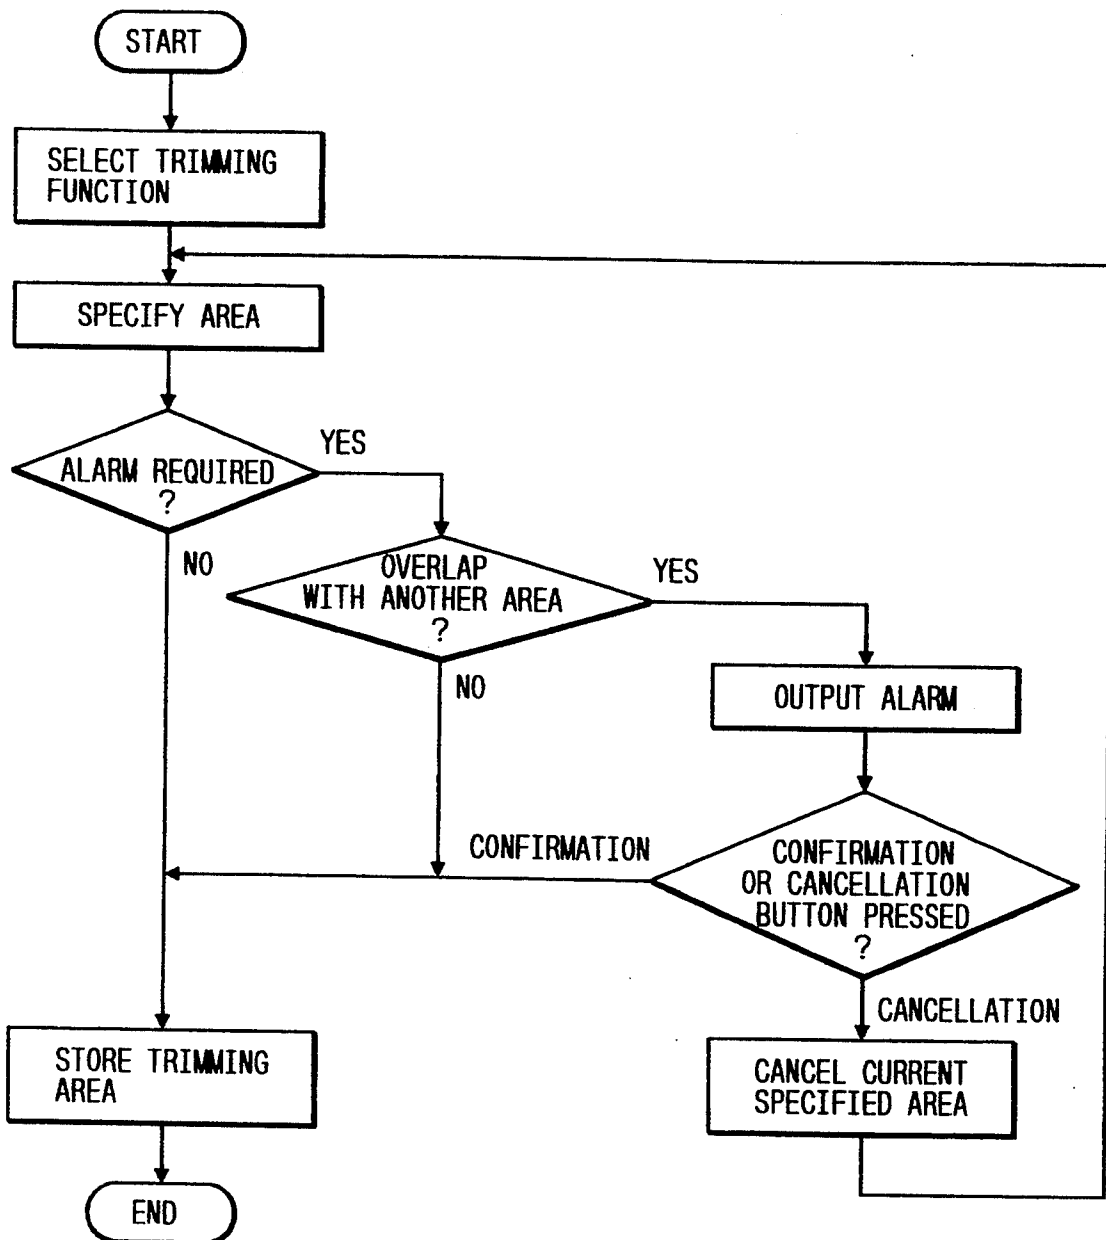 START
SELECT TRIMMING
FUNCTION
SPECIFY AREA
YES
ALARM REQUIRED
?
NO
OVERLAP
WITH ANOTHER AREA
?
YES
NO
OUTPUT ALARM
CONFIRMATION
CONFIRMATION
OR CANCELLATION
BUTTON PRESSED
?
CANCELLATION
STORE TRIMMING
AREA
CANCEL CURRENT
SPECIFIED AREA
END